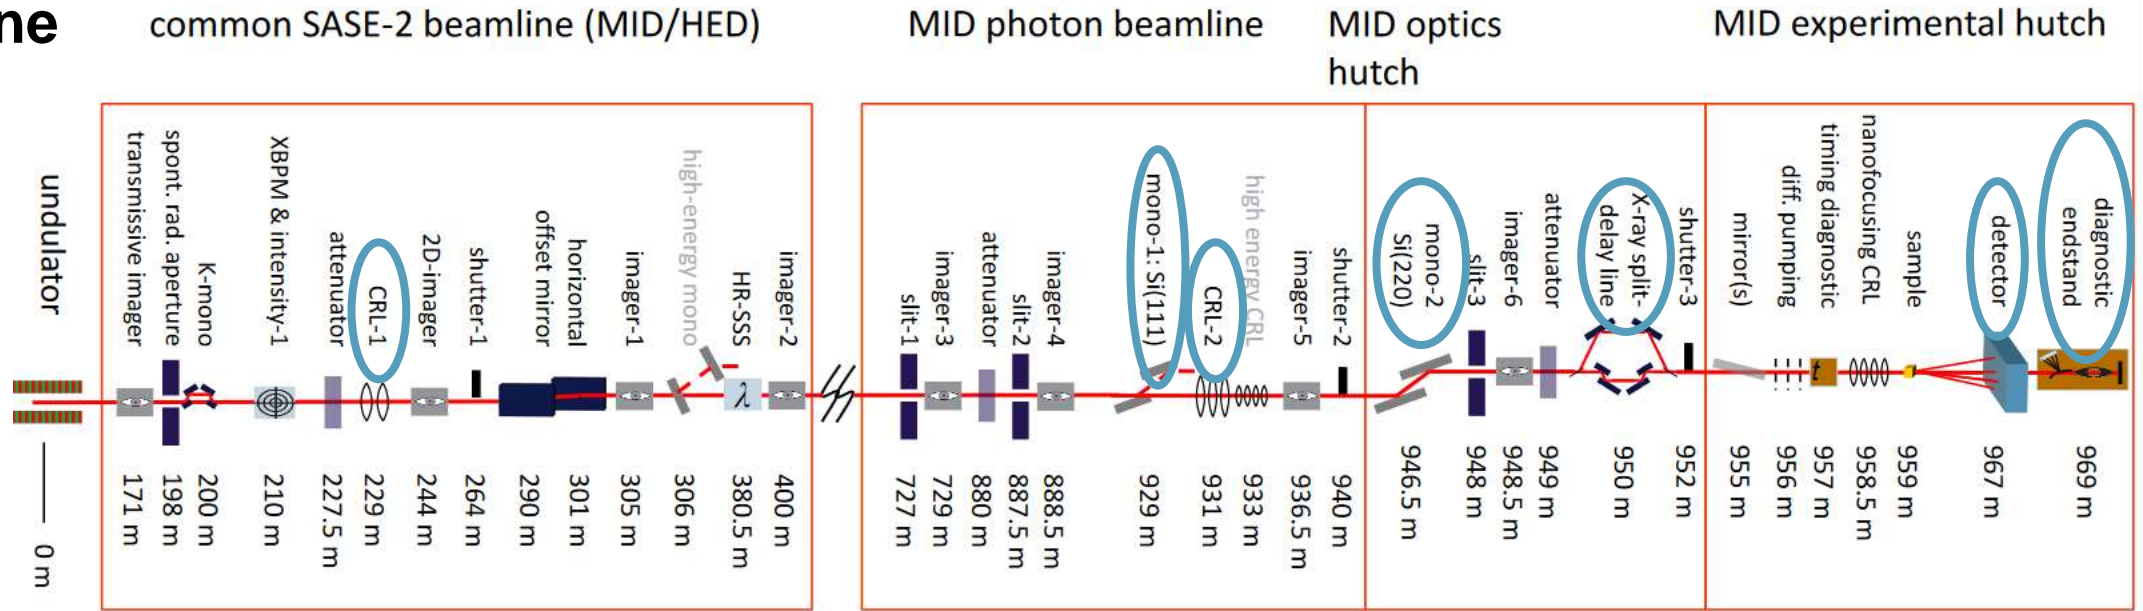 ne
common SASE-2 beamline (MID/HED)
MID photon beamline
MID optics
hutch
MID experimental hutch
undulator
transmissive imager
spont. rad. aperture
K-mono
XBPM & intensity-1
attenuator
CRL-1
2D-imager
shutter-1
horizontal
offset mirror
imager-1
high-energy mono
HR-SSS
imager-2
slit-1
imager-3
attenuator
slit-2
imager-4
mono-1: Si(111)
CRL-2
high energy CRL
imager-5
shutter-2
mono-2
Si(220)
slit-3
imager-6
attenuator
X-ray split-
delay line
shutter-3
mirror(s)
diff. pumping
timing diagnostic
nanofocusing CRL
sample
detector
diagnostic
endstand
λ
t
0 m
171 m
198 m
200 m
210 m
227.5 m
229 m
244 m
264 m
290 m
301 m
305 m
306 m
380.5 m
400 m
727 m
729 m
880 m
887.5 m
888.5 m
929 m
931 m
933 m
936.5 m
940 m
946.5 m
948 m
948.5 m
949 m
950 m
952 m
955 m
956 m
957 m
958.5 m
959 m
967 m
969 m